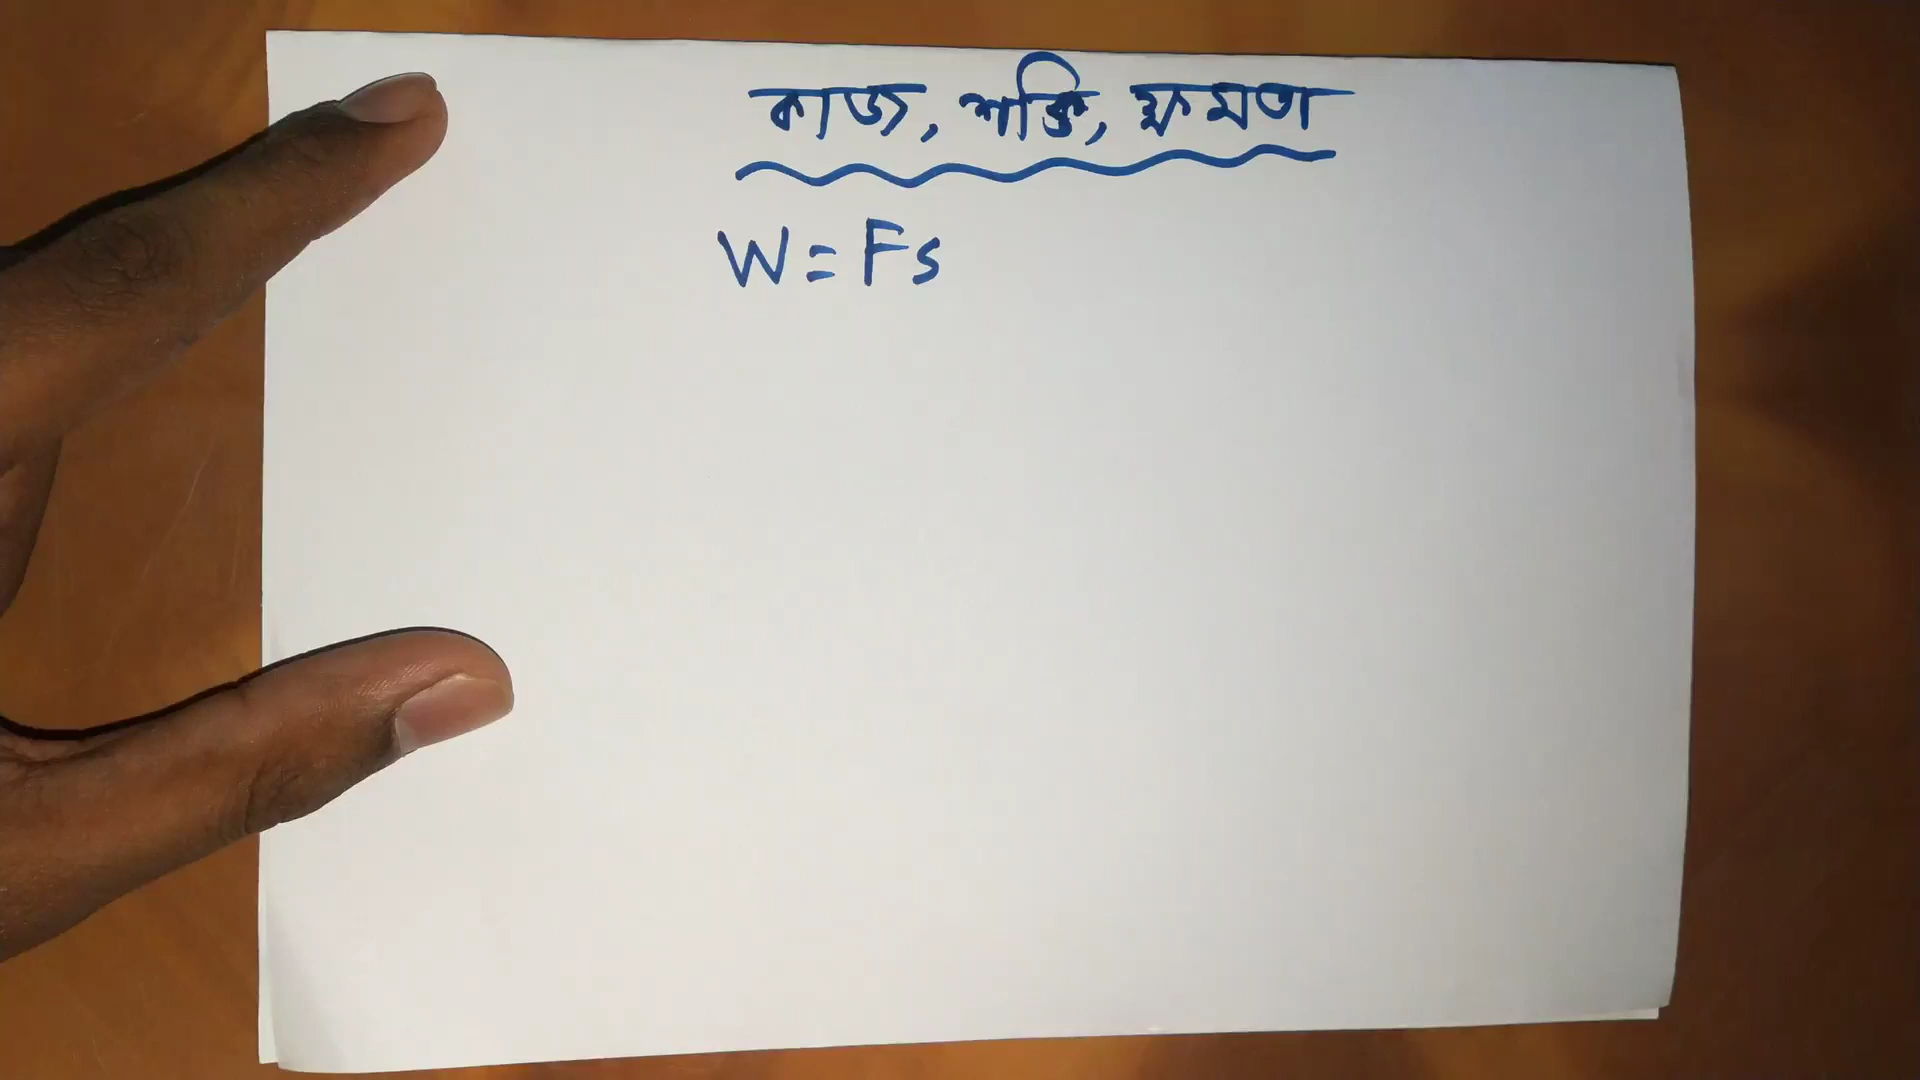 কাজ, শক্তি, ক্ষমতা
W = Fs